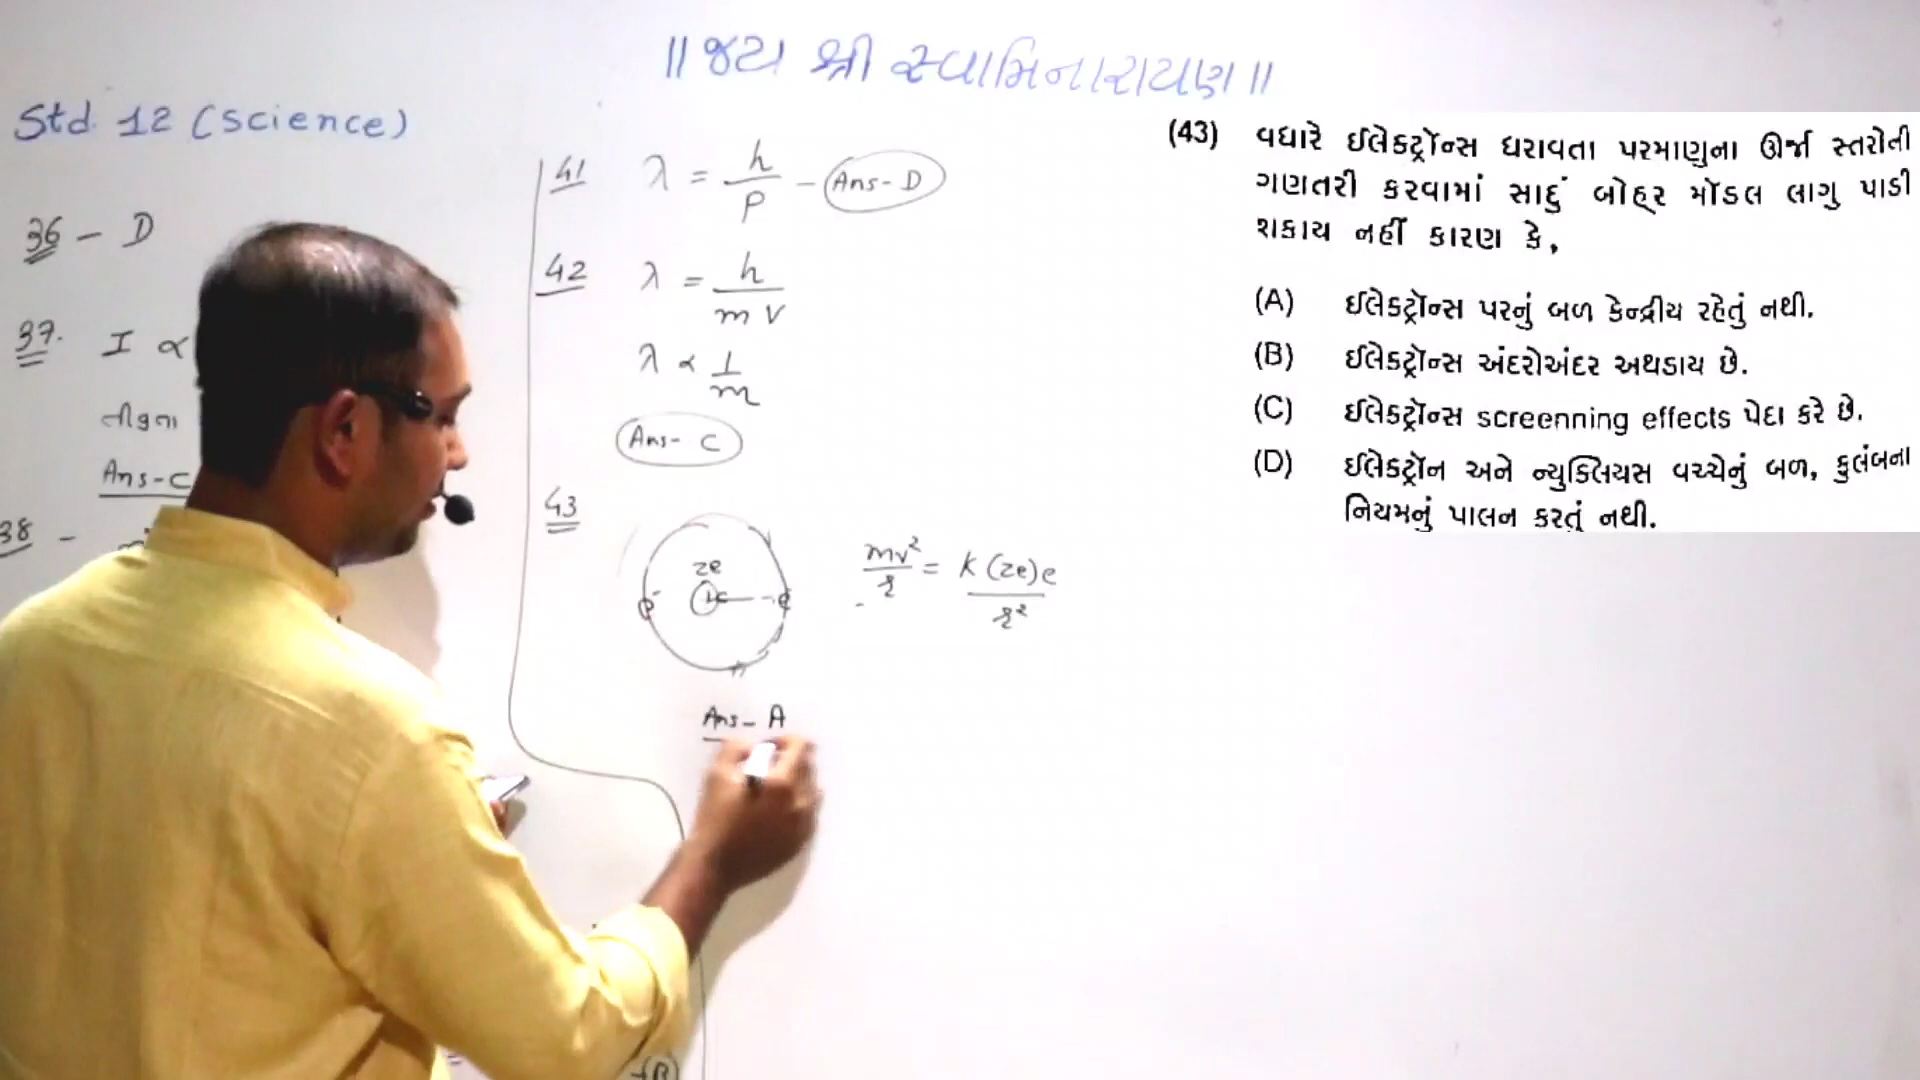 ॥ જય શ્રી સ્વામિનારાયણ ॥
Std. 12 (Science)
36 - D
37. I ∝
Ans-C
38 -
41 λ = h/P - Ans-D
42 λ = h/mv
λ ∝ 1/m
Ans- C
43
ze
mv²/r = k(ze)e/r²
Ans- A
(43) વધારે ઈલેક્ટ્રૉન્સ ધરાવતા પરમાણુના ઊર્જા સ્તરોની
ગણતરી કરવામાં સાદું બોહ્‌ર મૉડલ લાગુ પાડી
શકાય નહીં કારણ કે,
(A) ઈલેક્ટ્રૉન્સ પરનું બળ કેન્દ્રીય રહેતું નથી.
(B) ઈલેક્ટ્રૉન્સ અંદરોઅંદર અથડાય છે.
(C) ઈલેક્ટ્રૉન્સ screenning effects પેદા કરે છે.
(D) ઈલેક્ટ્રૉન અને ન્યુક્લિયસ વચ્ચેનું બળ, કુલંબના
નિયમનું પાલન કરતું નથી.